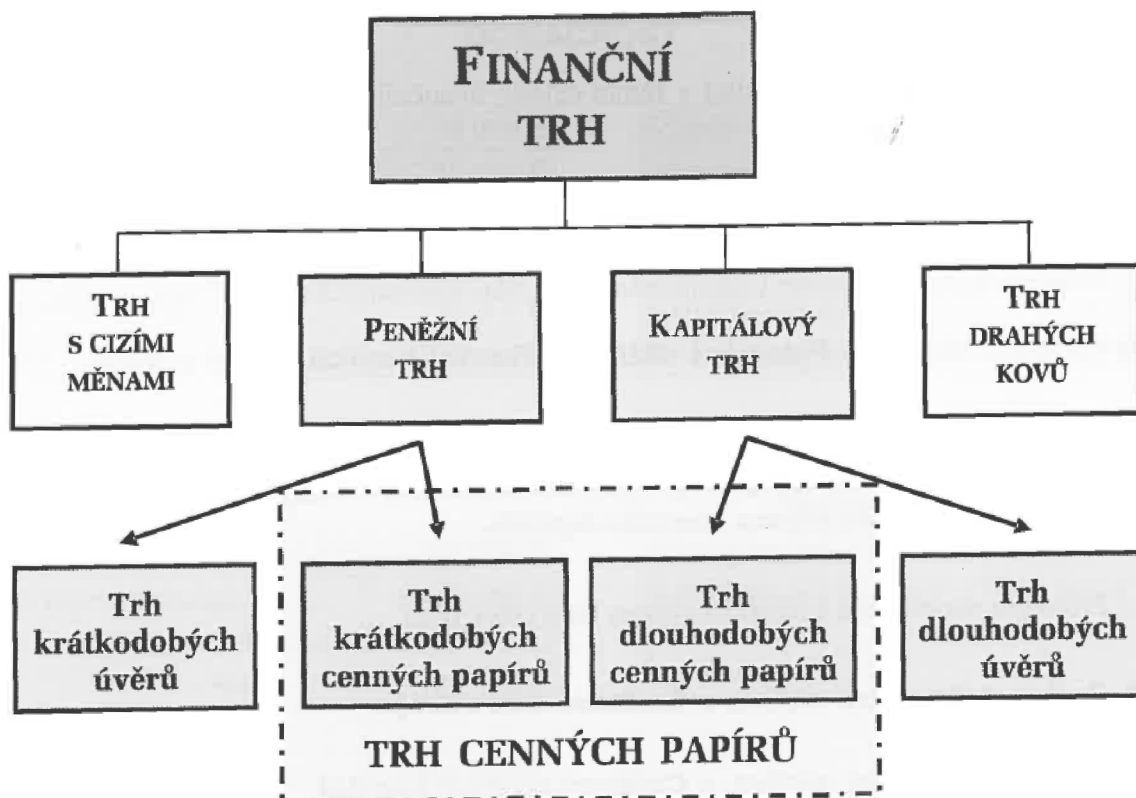 FINANČNÍ
TRH
TRH
S CIZÍMI
MĚNAMI
PENĚŽNÍ
TRH
KAPITÁLOVÝ
TRH
TRH
DRAHÝCH
KOVŮ
Trh
krátkodobých
úvěrů
Trh
krátkodobých
cenných papírů
Trh
dlouhodobých
cenných papírů
Trh
dlouhodobých
úvěrů
TRH CENNÝCH PAPÍRŮ